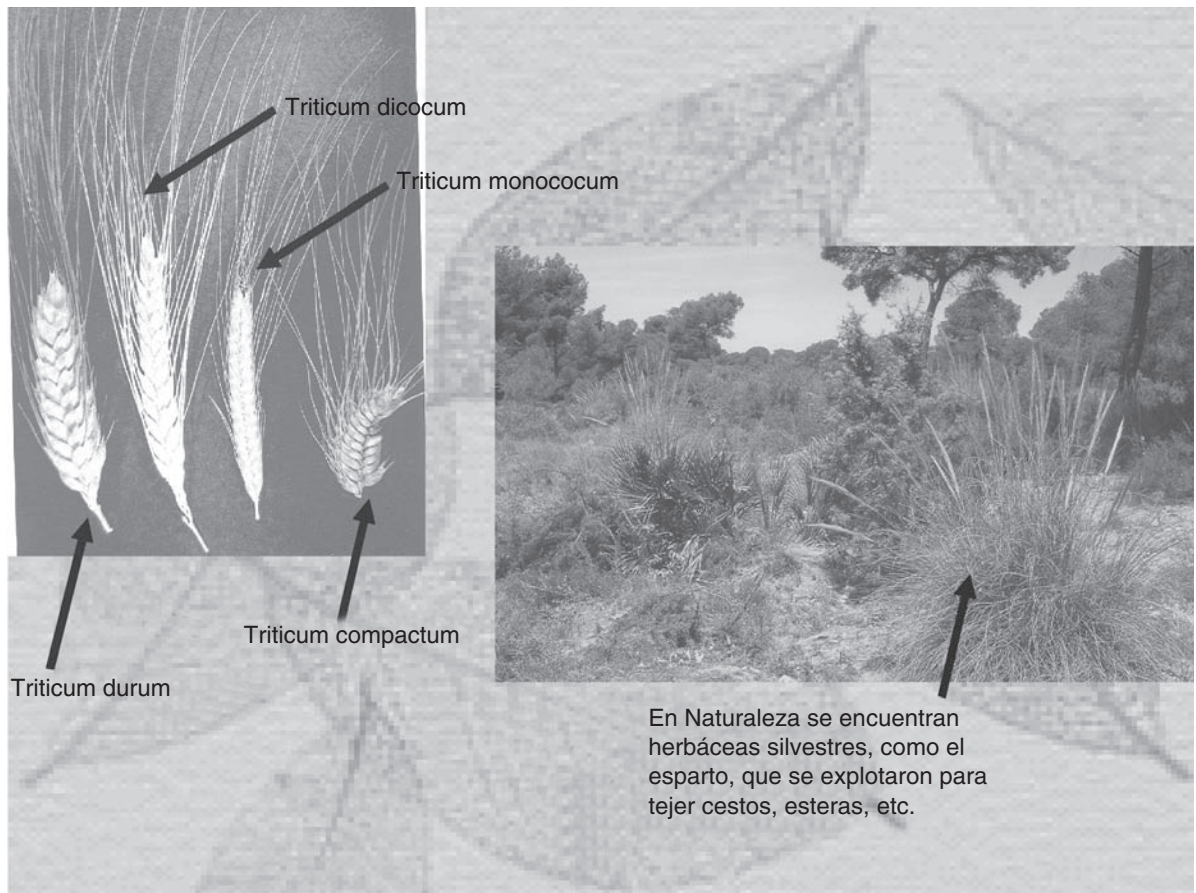 Triticum dicocum
Triticum monococum
Triticum compactum
Triticum durum
En Naturaleza se encuentran
herbáceas silvestres, como el
esparto, que se explotaron para
tejer cestos, esteras, etc.